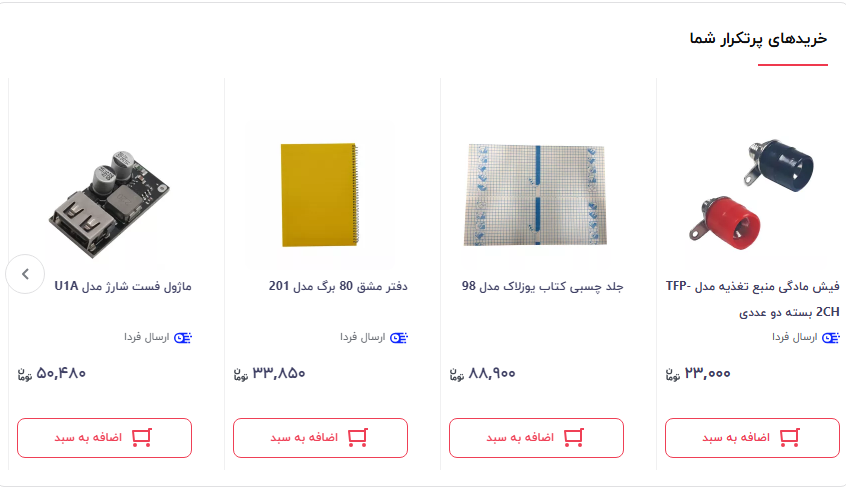 خریدهای پرتکرار شما
فیش مادگی منبع تغذیه مدل TFP-
2CH بسته دو عددی
ارسال فردا
۲۳,۰۰۰ تومان
اضافه به سبد
جلد چسبی کتاب یوزلاک مدل 98
۸۸,۹۰۰ تومان
اضافه به سبد
دفتر مشق 80 برگ مدل 201
ارسال فردا
۳۳,۸۵۰ تومان
اضافه به سبد
ماژول فست شارژ مدل U1A
ارسال فردا
۵۰,۴۸۰ تومان
اضافه به سبد